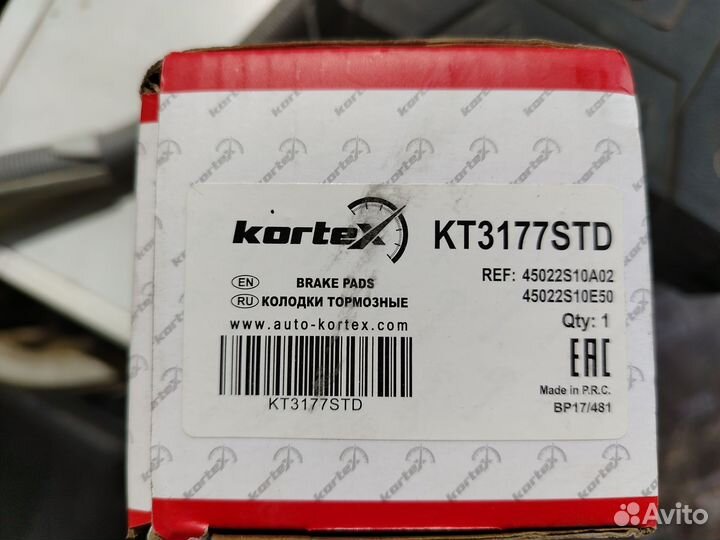 korteX
KT3177STD
REF: 45022S10A02
45022S10E50
EN BRAKE PADS
RU КОЛОДКИ ТОРМОЗНЫЕ
www.auto-kortex.com
KT3177STD
Qty: 1
EAC
Made in P.R.C.
BP17/481
Avito